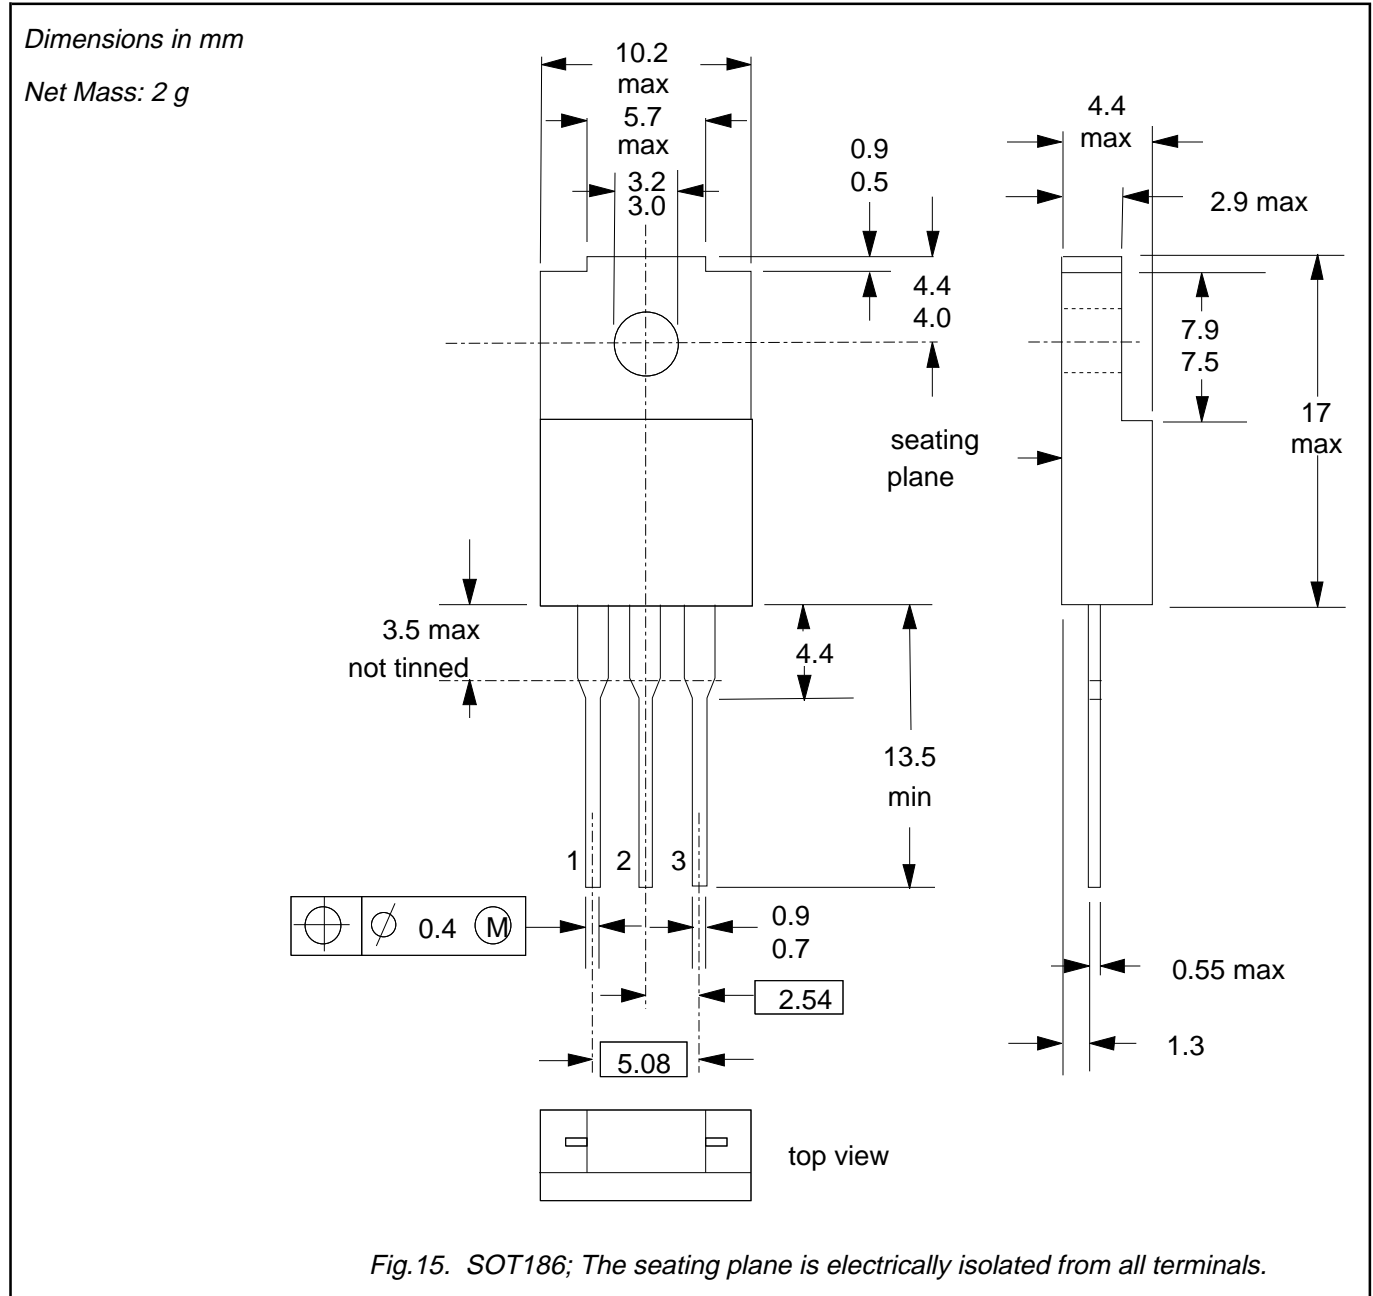 Dimensions in mm
Net Mass: 2 g
10.2
max
5.7
max
3.2
3.0
0.9
0.5
4.4
4.0
4.4
max
2.9 max
7.9
7.5
17
max
seating
plane
3.5 max
not tinned
4.4
13.5
min
1 2 3
0.4 M
0.9
0.7
2.54
5.08
0.55 max
1.3
top view
Fig.15. SOT186; The seating plane is electrically isolated from all terminals.